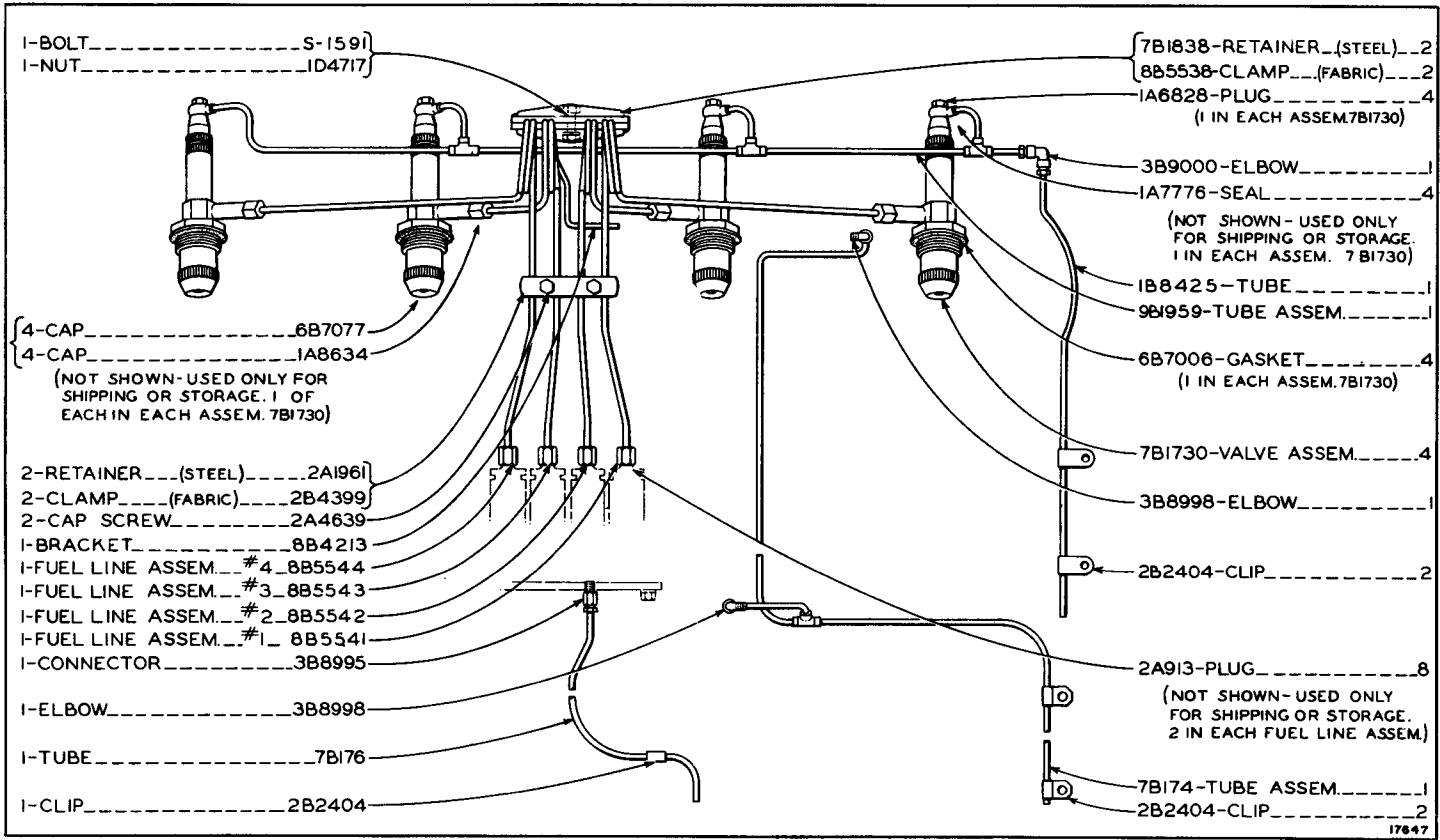 1-BOLT S-1591
1-NUT 1D4717
4-CAP 6B7077
4-CAP 1A8634
(NOT SHOWN-USED ONLY FOR
SHIPPING OR STORAGE. 1 OF
EACH IN EACH ASSEM. 7B1730)
2-RETAINER (STEEL) 2A1961
2-CLAMP (FABRIC) 2B4399
2-CAP SCREW 2A4639
1-BRACKET 8B4213
1-FUEL LINE ASSEM. #4 8B5544
1-FUEL LINE ASSEM. #3 8B5543
1-FUEL LINE ASSEM. #2 8B5542
1-FUEL LINE ASSEM. #1 8B5541
1-CONNECTOR 3B8995
1-ELBOW 3B8998
1-TUBE 7B176
1-CLIP 2B2404
7B1838-RETAINER (STEEL) 2
8B5538-CLAMP (FABRIC) 2
1A6828-PLUG 4
(1 IN EACH ASSEM. 7B1730)
3B9000-ELBOW 1
1A7776-SEAL 4
(NOT SHOWN-USED ONLY
FOR SHIPPING OR STORAGE.
1 IN EACH ASSEM. 7B1730)
1B8425-TUBE 1
9B1959-TUBE ASSEM. 1
6B7006-GASKET 4
(1 IN EACH ASSEM. 7B1730)
7B1730-VALVE ASSEM. 4
3B8998-ELBOW 1
2B2404-CLIP 2
2A913-PLUG 8
(NOT SHOWN-USED ONLY
FOR SHIPPING OR STORAGE.
2 IN EACH FUEL LINE ASSEM.)
7B174-TUBE ASSEM. 1
2B2404-CLIP 2
17647